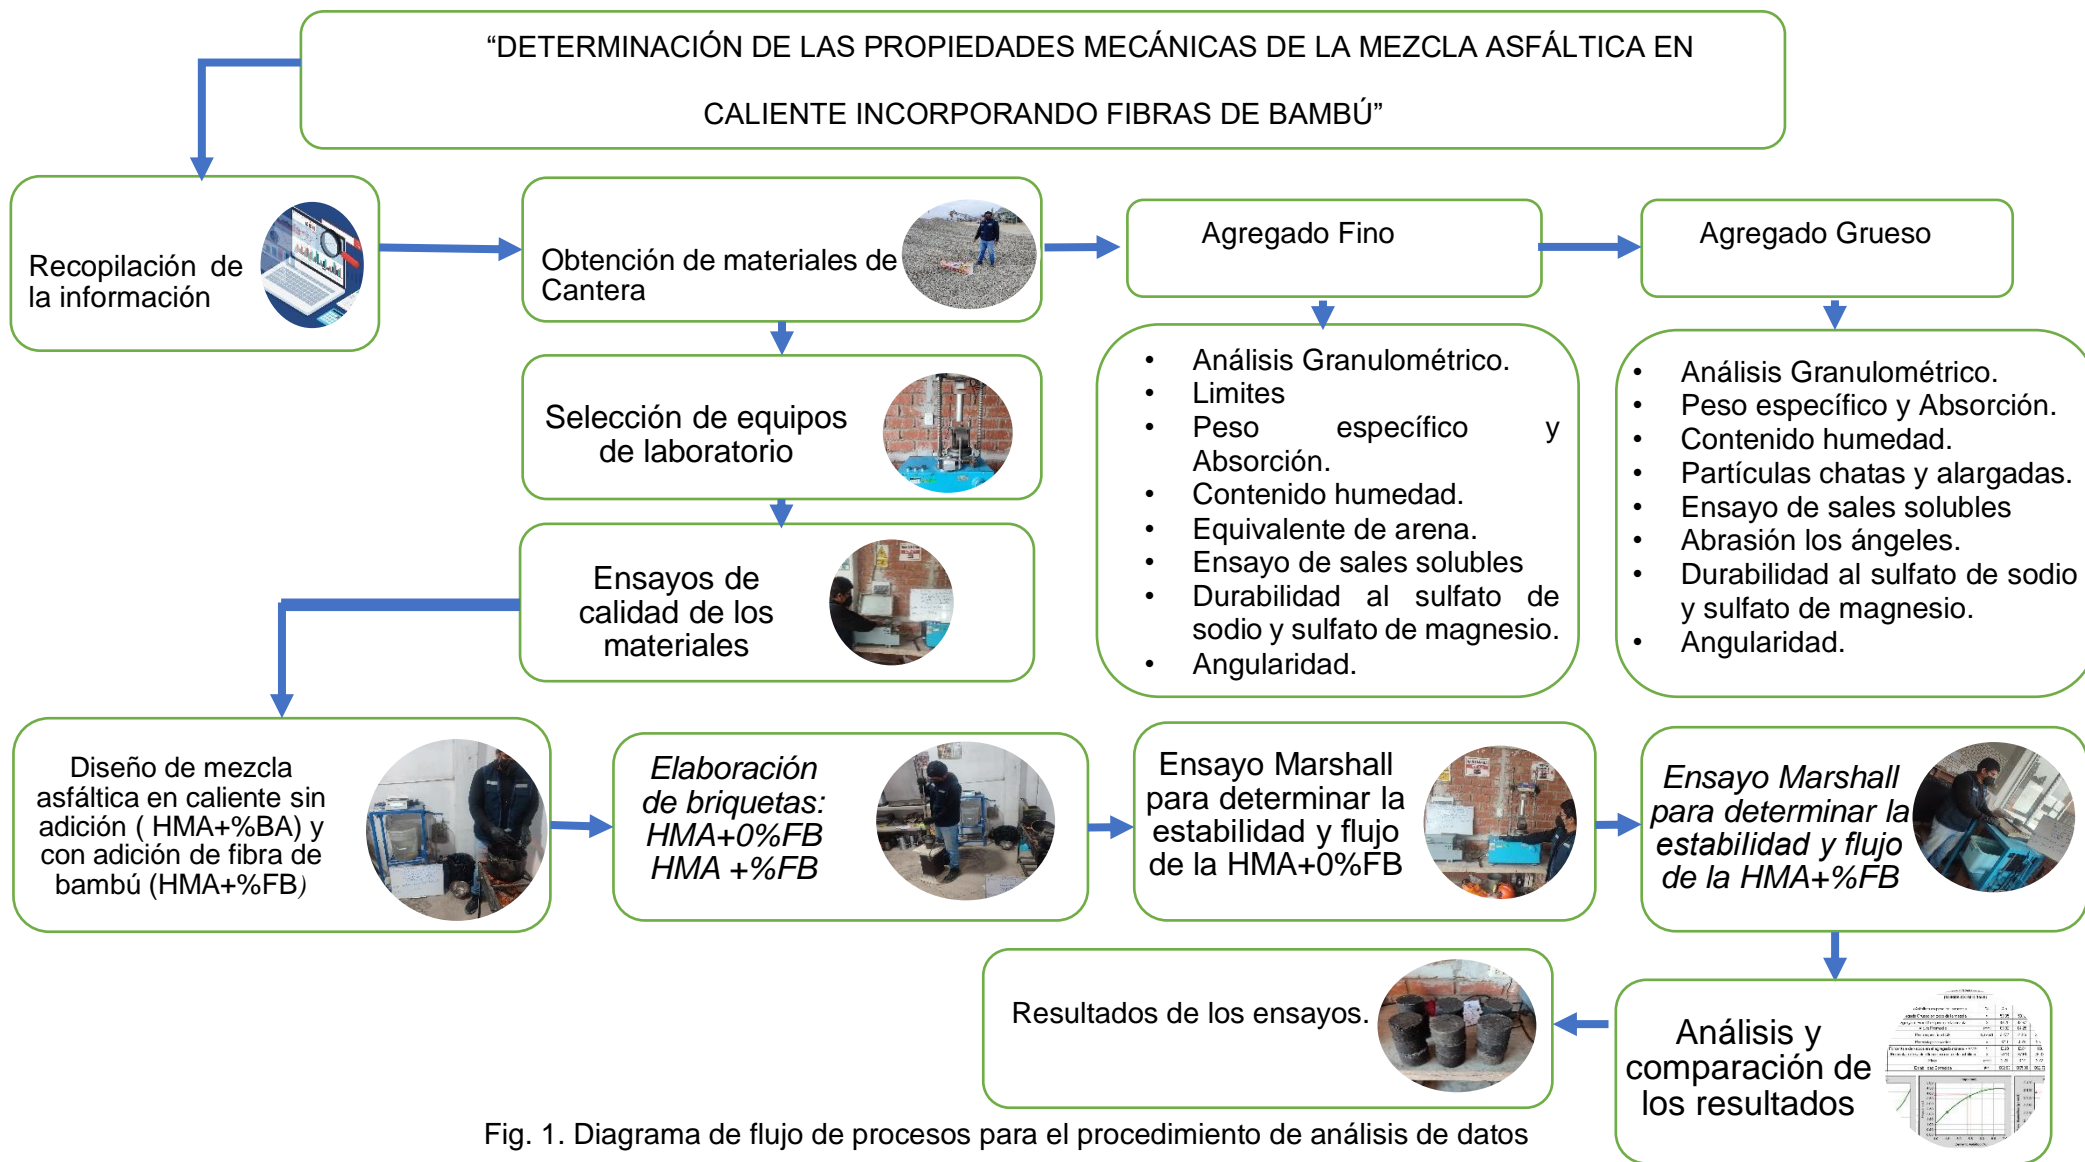 “DETERMINACIÓN DE LAS PROPIEDADES MECÁNICAS DE LA MEZCLA ASFÁLTICA EN
CALIENTE INCORPORANDO FIBRAS DE BAMBÚ”
Recopilación de
la información
Obtención de materiales de
Cantera
Agregado Fino
Agregado Grueso
Selección de equipos
de laboratorio
• Análisis Granulométrico.
• Limites
• Peso específico y
Absorción.
• Contenido humedad.
• Equivalente de arena.
• Ensayo de sales solubles
• Durabilidad al sulfato de
sodio y sulfato de magnesio.
• Angularidad.
• Análisis Granulométrico.
• Peso específico y Absorción.
• Contenido humedad.
• Partículas chatas y alargadas.
• Ensayo de sales solubles
• Abrasión los ángeles.
• Durabilidad al sulfato de sodio
y sulfato de magnesio.
• Angularidad.
Ensayos de
calidad de los
materiales
Diseño de mezcla
asfáltica en caliente sin
adición ( HMA+%BA) y
con adición de fibra de
bambú (HMA+%FB)
Elaboración
de briquetas:
HMA+0%FB
HMA +%FB
Ensayo Marshall
para determinar la
estabilidad y flujo
de la HMA+0%FB
Ensayo Marshall
para determinar la
estabilidad y flujo
de la HMA+%FB
Resultados de los ensayos.
Análisis y
comparación de
los resultados
Fig. 1. Diagrama de flujo de procesos para el procedimiento de análisis de datos